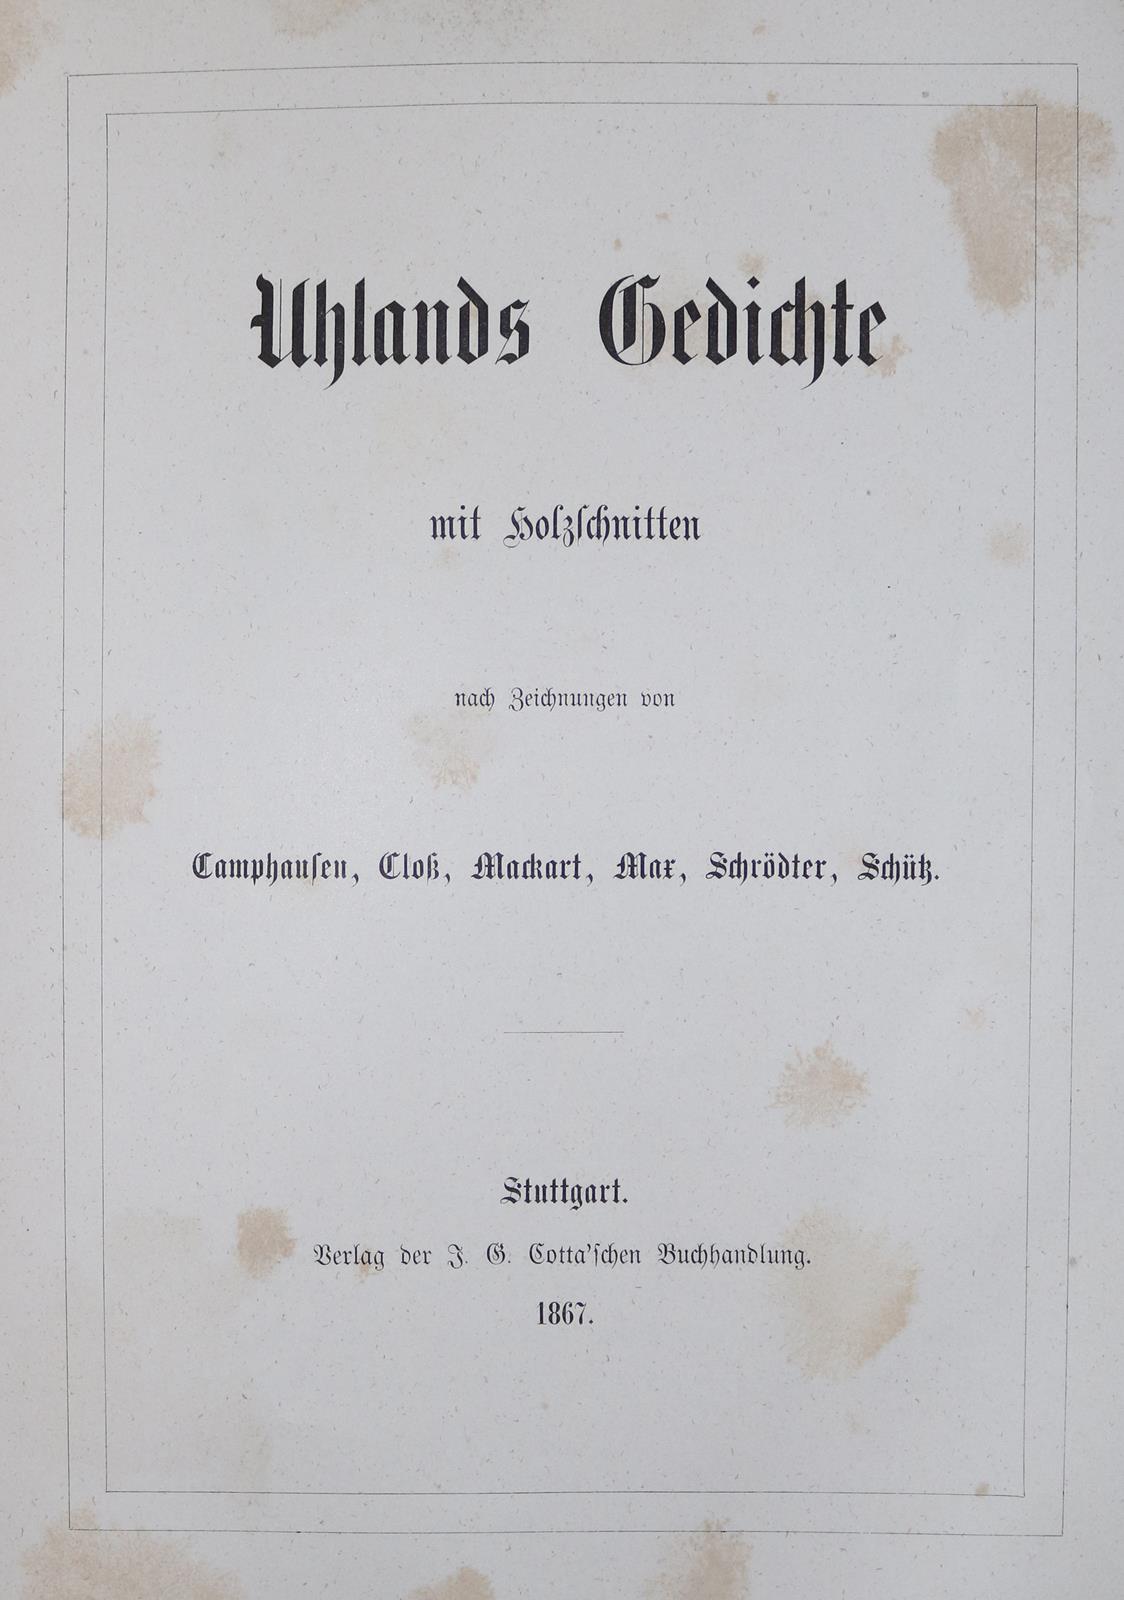 Uhlands Gedichte
mit Holzschnitten
nach Zeichnungen von
Camphausen, Cloß, Mackart, Max, Schrödter, Schütz.
Stuttgart.
Verlag der J. G. Cotta'schen Buchhandlung.
1867.